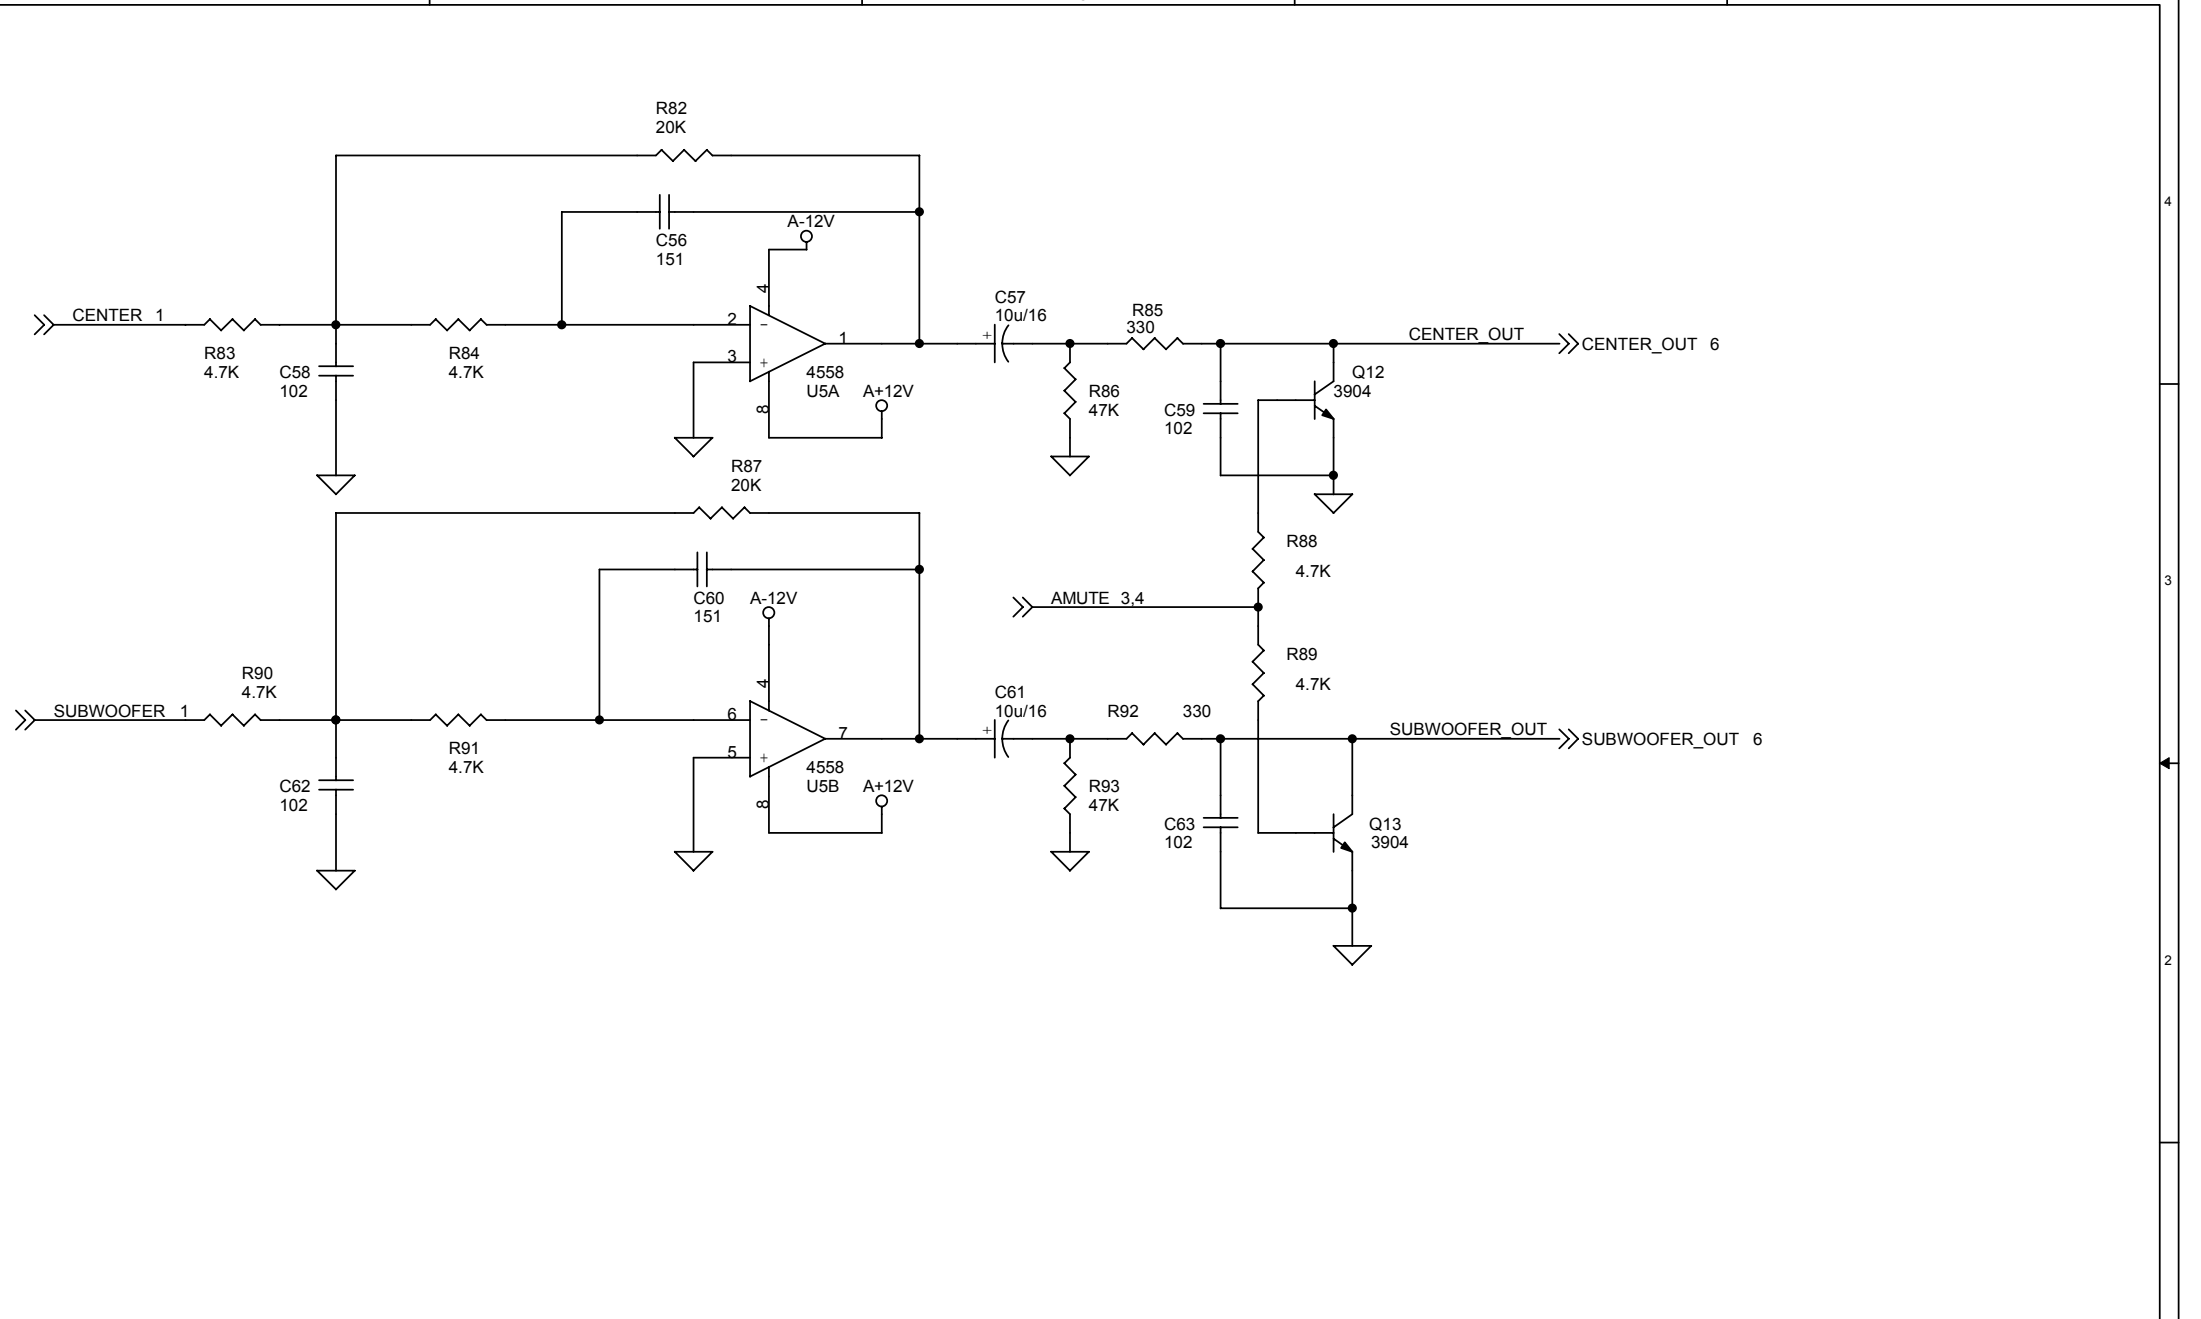 R82
20K
C56
151
A-12V
4
CENTER 1
R83
4.7K
C58
102
R84
4.7K
2
−
3
+
1
4558
U5A
8
A+12V
C57
10u/16
+
R85
330
R86
47K
C59
102
CENTER_OUT
CENTER_OUT 6
Q12
3904
R87
20K
C60
151
A-12V
4
R88
4.7K
AMUTE 3,4
R89
4.7K
SUBWOOFER 1
R90
4.7K
C62
102
R91
4.7K
6
−
5
+
7
4558
U5B
8
A+12V
C61
10u/16
+
R92 330
R93
47K
C63
102
SUBWOOFER_OUT
SUBWOOFER_OUT 6
Q13
3904
4
3
2